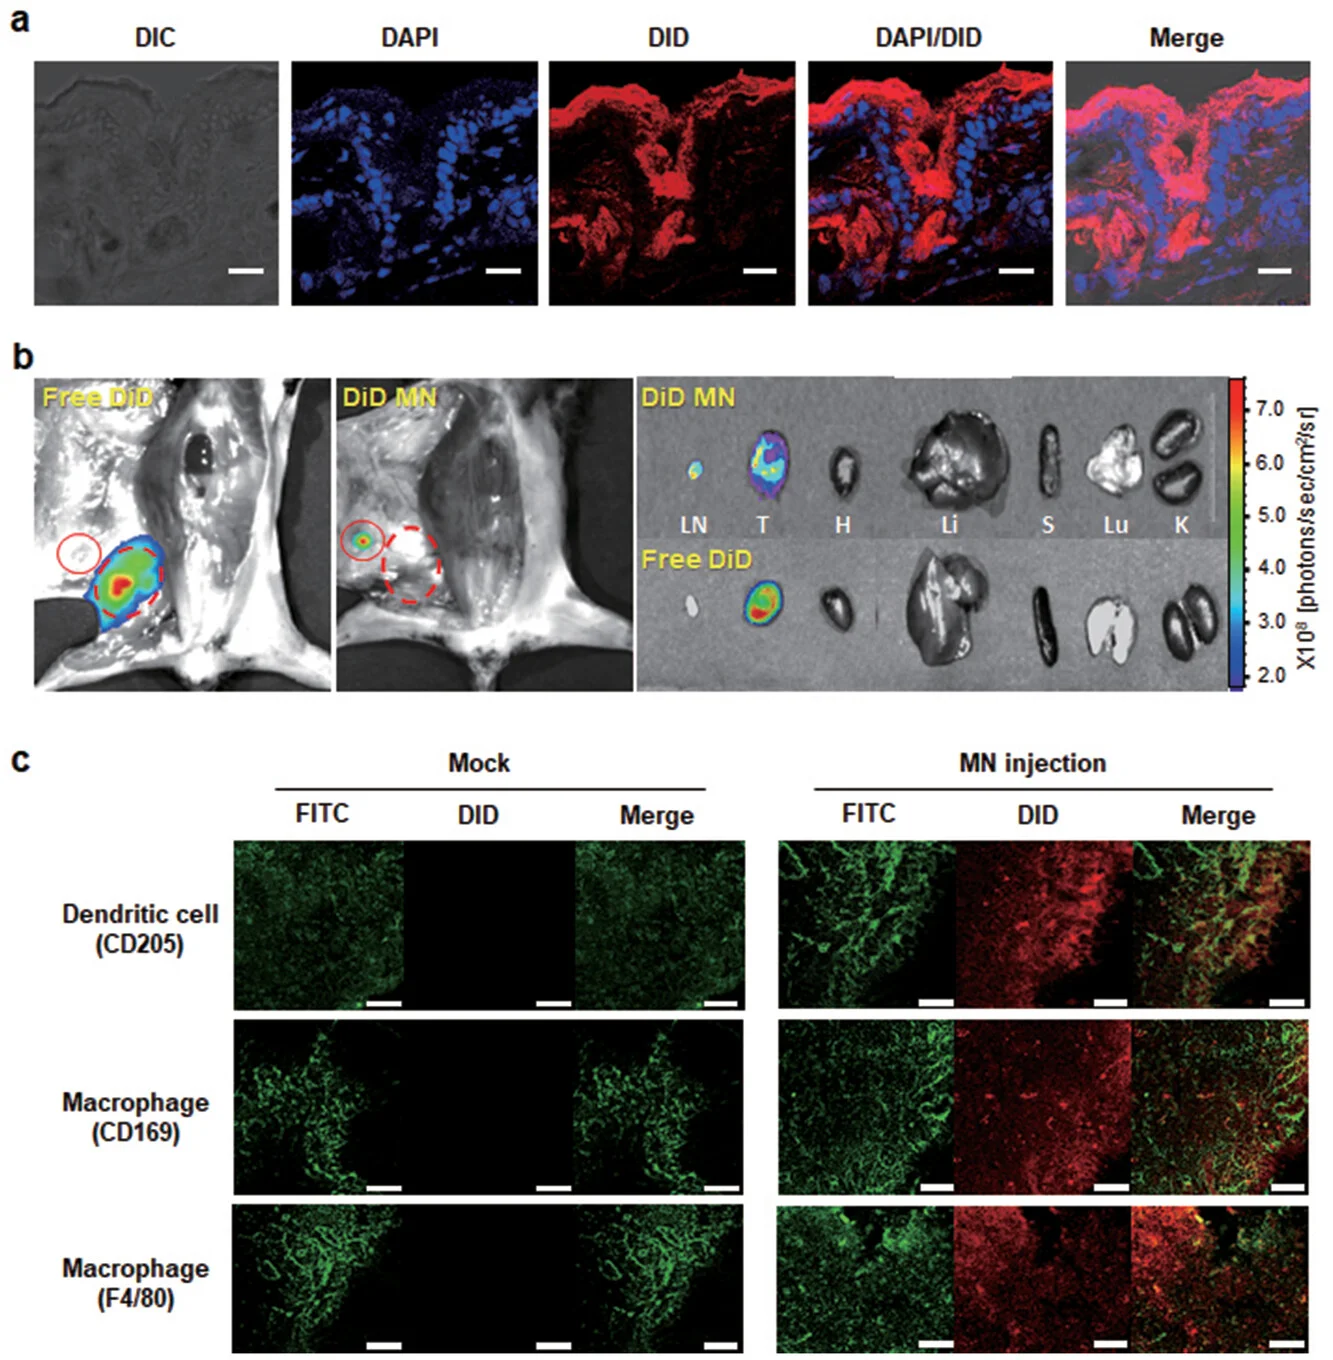 a
DIC
DAPI
DID
DAPI/DID
Merge
b
Free DiD
DiD MN
DiD MN
LN
T
H
Li
S
Lu
K
Free DiD
7.0
6.0
5.0
4.0
3.0
2.0
X10⁸ [photons/sec/cm²/sr]
c
Mock
MN injection
FITC
DID
Merge
FITC
DID
Merge
Dendritic cell
(CD205)
Macrophage
(CD169)
Macrophage
(F4/80)